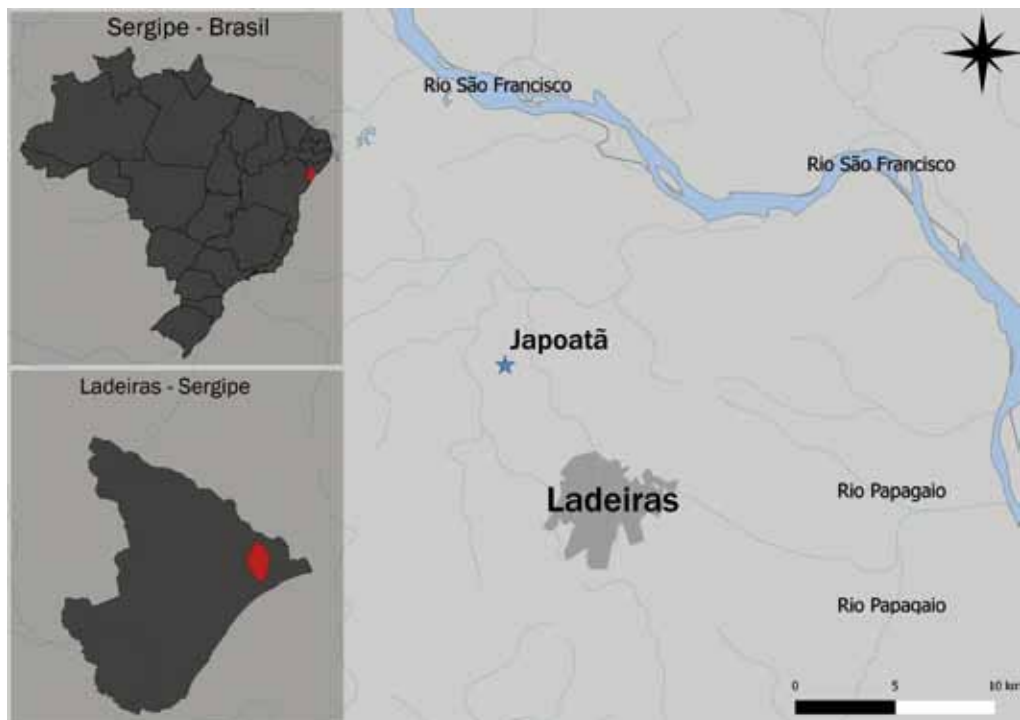 Sergipe - Brasil
Ladeiras - Sergipe
Rio São Francisco
Rio São Francisco
Japoatã
Ladeiras
Rio Papagaio
Rio Papagaio
0 5 10 km